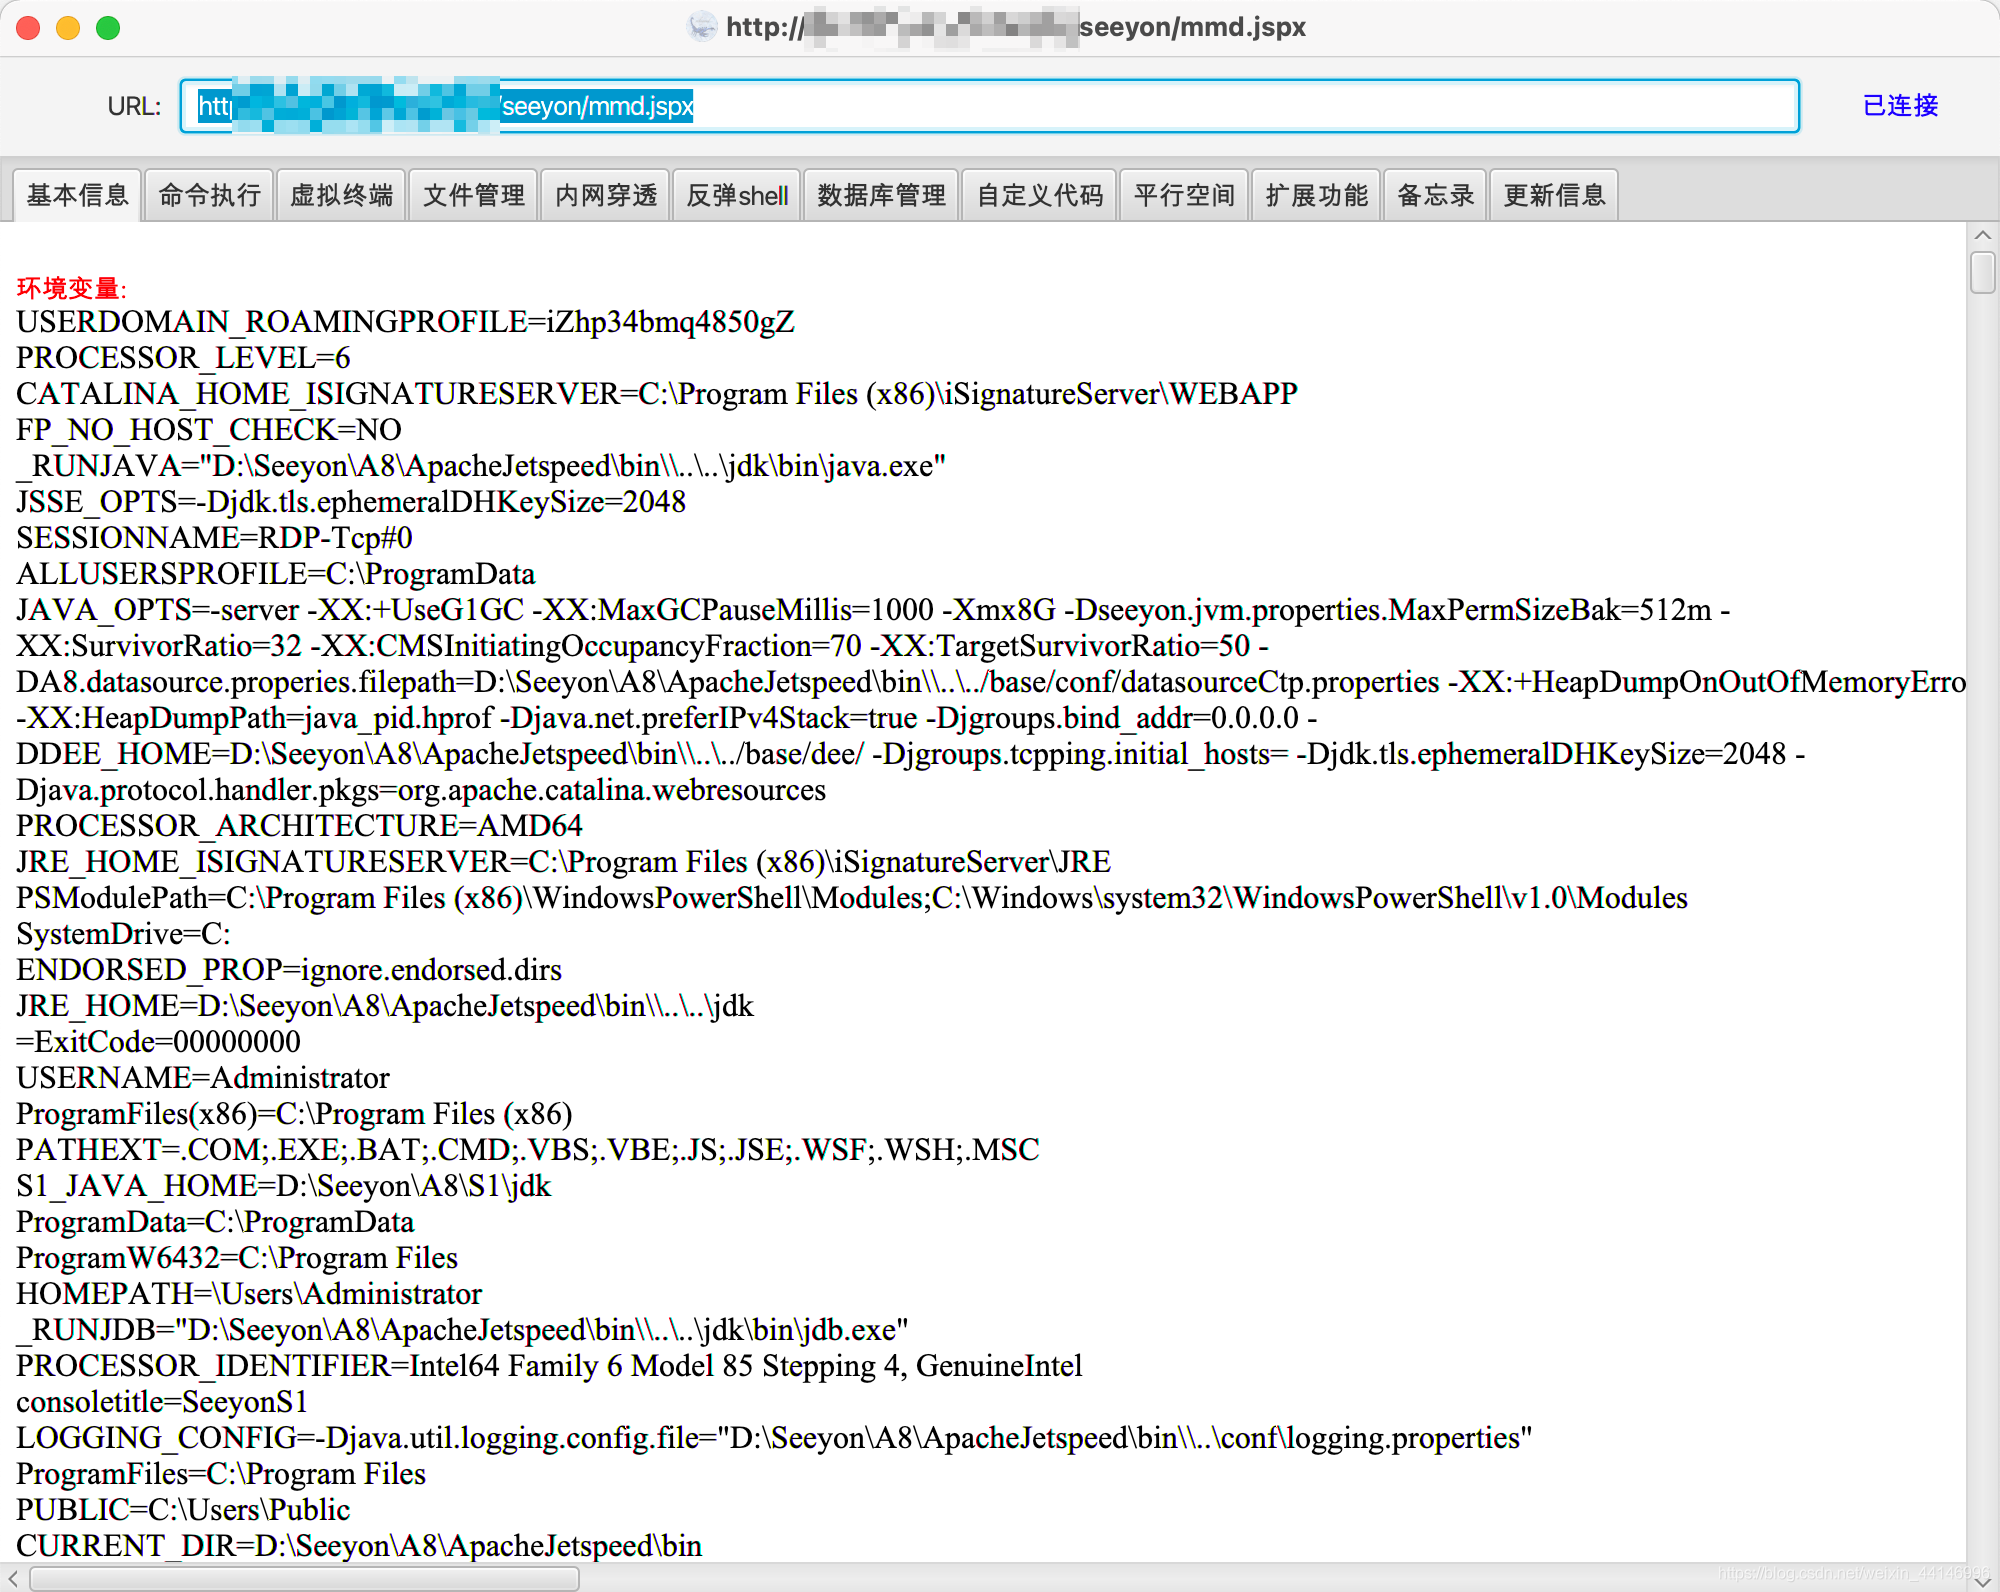 http://seeyon/mmd.jspx
URL:
htt/seeyon/mmd.jspx
已连接
基本信息 命令执行 虚拟终端 文件管理 内网穿透 反弹shell 数据库管理 自定义代码 平行空间 扩展功能 备忘录 更新信息
环境变量:
USERDOMAIN_ROAMINGPROFILE=iZhp34bmq4850gZ
PROCESSOR_LEVEL=6
CATALINA_HOME_ISIGNATURESERVER=C:\Program Files (x86)\iSignatureServer\WEBAPP
FP_NO_HOST_CHECK=NO
_RUNJAVA="D:\Seeyon\A8\ApacheJetspeed\bin\\..\..\jdk\bin\java.exe"
JSSE_OPTS=-Djdk.tls.ephemeralDHKeySize=2048
SESSIONNAME=RDP-Tcp#0
ALLUSERSPROFILE=C:\ProgramData
JAVA_OPTS=-server -XX:+UseG1GC -XX:MaxGCPauseMillis=1000 -Xmx8G -Dseeyon.jvm.properties.MaxPermSizeBak=512m -
XX:SurvivorRatio=32 -XX:CMSInitiatingOccupancyFraction=70 -XX:TargetSurvivorRatio=50 -
DA8.datasource.properies.filepath=D:\Seeyon\A8\ApacheJetspeed\bin\\..\../base/conf/datasourceCtp.properties -XX:+HeapDumpOnOutOfMemoryErro
-XX:HeapDumpPath=java_pid.hprof -Djava.net.preferIPv4Stack=true -Djgroups.bind_addr=0.0.0.0 -
DDEE_HOME=D:\Seeyon\A8\ApacheJetspeed\bin\\..\../base/dee/ -Djgroups.tcpping.initial_hosts= -Djdk.tls.ephemeralDHKeySize=2048 -
Djava.protocol.handler.pkgs=org.apache.catalina.webresources
PROCESSOR_ARCHITECTURE=AMD64
JRE_HOME_ISIGNATURESERVER=C:\Program Files (x86)\iSignatureServer\JRE
PSModulePath=C:\Program Files (x86)\WindowsPowerShell\Modules;C:\Windows\system32\WindowsPowerShell\v1.0\Modules
SystemDrive=C:
ENDORSED_PROP=ignore.endorsed.dirs
JRE_HOME=D:\Seeyon\A8\ApacheJetspeed\bin\\..\..\jdk
=ExitCode=00000000
USERNAME=Administrator
ProgramFiles(x86)=C:\Program Files (x86)
PATHEXT=.COM;.EXE;.BAT;.CMD;.VBS;.VBE;.JS;.JSE;.WSF;.WSH;.MSC
S1_JAVA_HOME=D:\Seeyon\A8\S1\jdk
ProgramData=C:\ProgramData
ProgramW6432=C:\Program Files
HOMEPATH=\Users\Administrator
_RUNJDB="D:\Seeyon\A8\ApacheJetspeed\bin\\..\..\jdk\bin\jdb.exe"
PROCESSOR_IDENTIFIER=Intel64 Family 6 Model 85 Stepping 4, GenuineIntel
consoletitle=SeeyonS1
LOGGING_CONFIG=-Djava.util.logging.config.file="D:\Seeyon\A8\ApacheJetspeed\bin\\..\conf\logging.properties"
ProgramFiles=C:\Program Files
PUBLIC=C:\Users\Public
CURRENT_DIR=D:\Seeyon\A8\ApacheJetspeed\bin